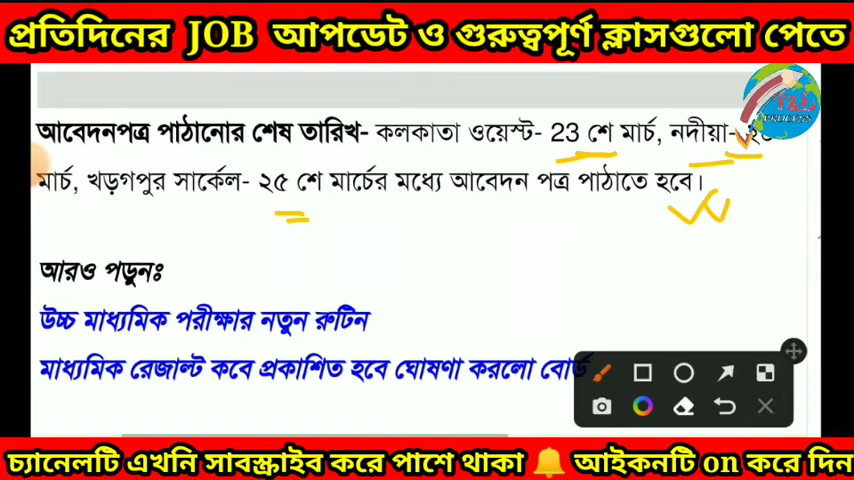 প্রতিদিনের JOB আপডেট ও গুরুত্বপূর্ণ ক্লাসগুলো পেতে
T&L
PROCESS
আবেদনপত্র পাঠানোর শেষ তারিখ- কলকাতা ওয়েস্ট- 23 শে মার্চ, নদীয়া-
মার্চ, খড়গপুর সার্কেল- ২৫ শে মার্চের মধ্যে আবেদন পত্র পাঠাতে হবে।
আরও পড়ুনঃ
উচ্চ মাধ্যমিক পরীক্ষার নতুন রুটিন
মাধ্যমিক রেজাল্ট কবে প্রকাশিত হবে ঘোষণা করলো বোর্ড
চ্যানেলটি এখনি সাবস্ক্রাইব করে পাশে থাকা 🔔 আইকনটি on করে দিন